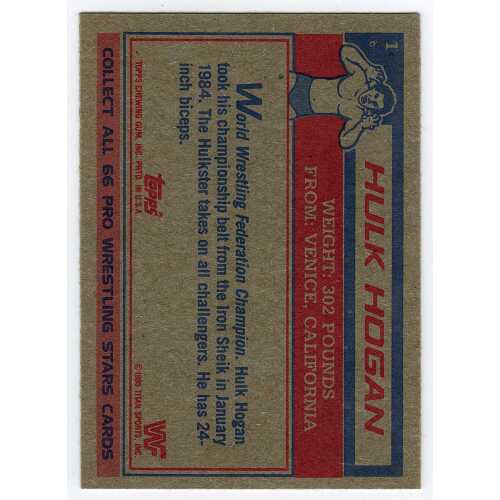 1
HULK HOGAN
WEIGHT: 302 POUNDS
FROM: VENICE, CALIFORNIA
World Wrestling Federation Champion. Hulk Hogan
took his championship belt from the Iron Sheik in January
1984. The Hulkster takes on all challengers. He has 24-
inch biceps.
topps®
WF
TOPPS CHEWING GUM, INC. PRTD. IN U.S.A.
©1985 TITAN SPORTS, INC.
COLLECT ALL 66 PRO WRESTLING STARS CARDS